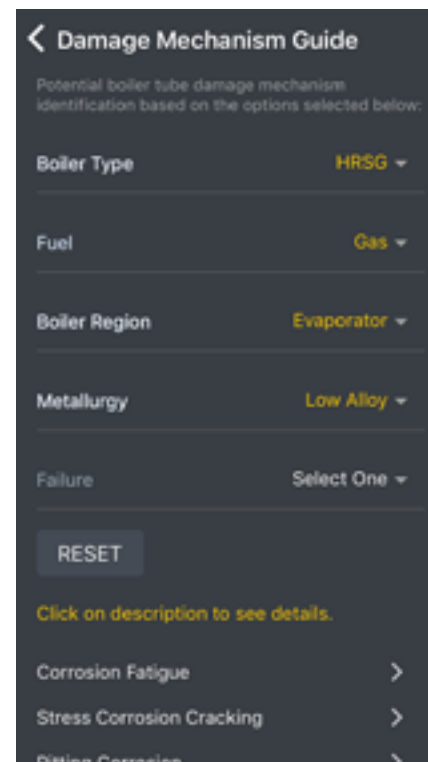 Damage Mechanism Guide
Potential boiler tube damage mechanism
identification based on the options selected below:
Boiler Type HRSG
Fuel Gas
Boiler Region Evaporator
Metallurgy Low Alloy
Failure Select One
RESET
Click on description to see details.
Corrosion Fatigue
Stress Corrosion Cracking
Pitting Corrosion